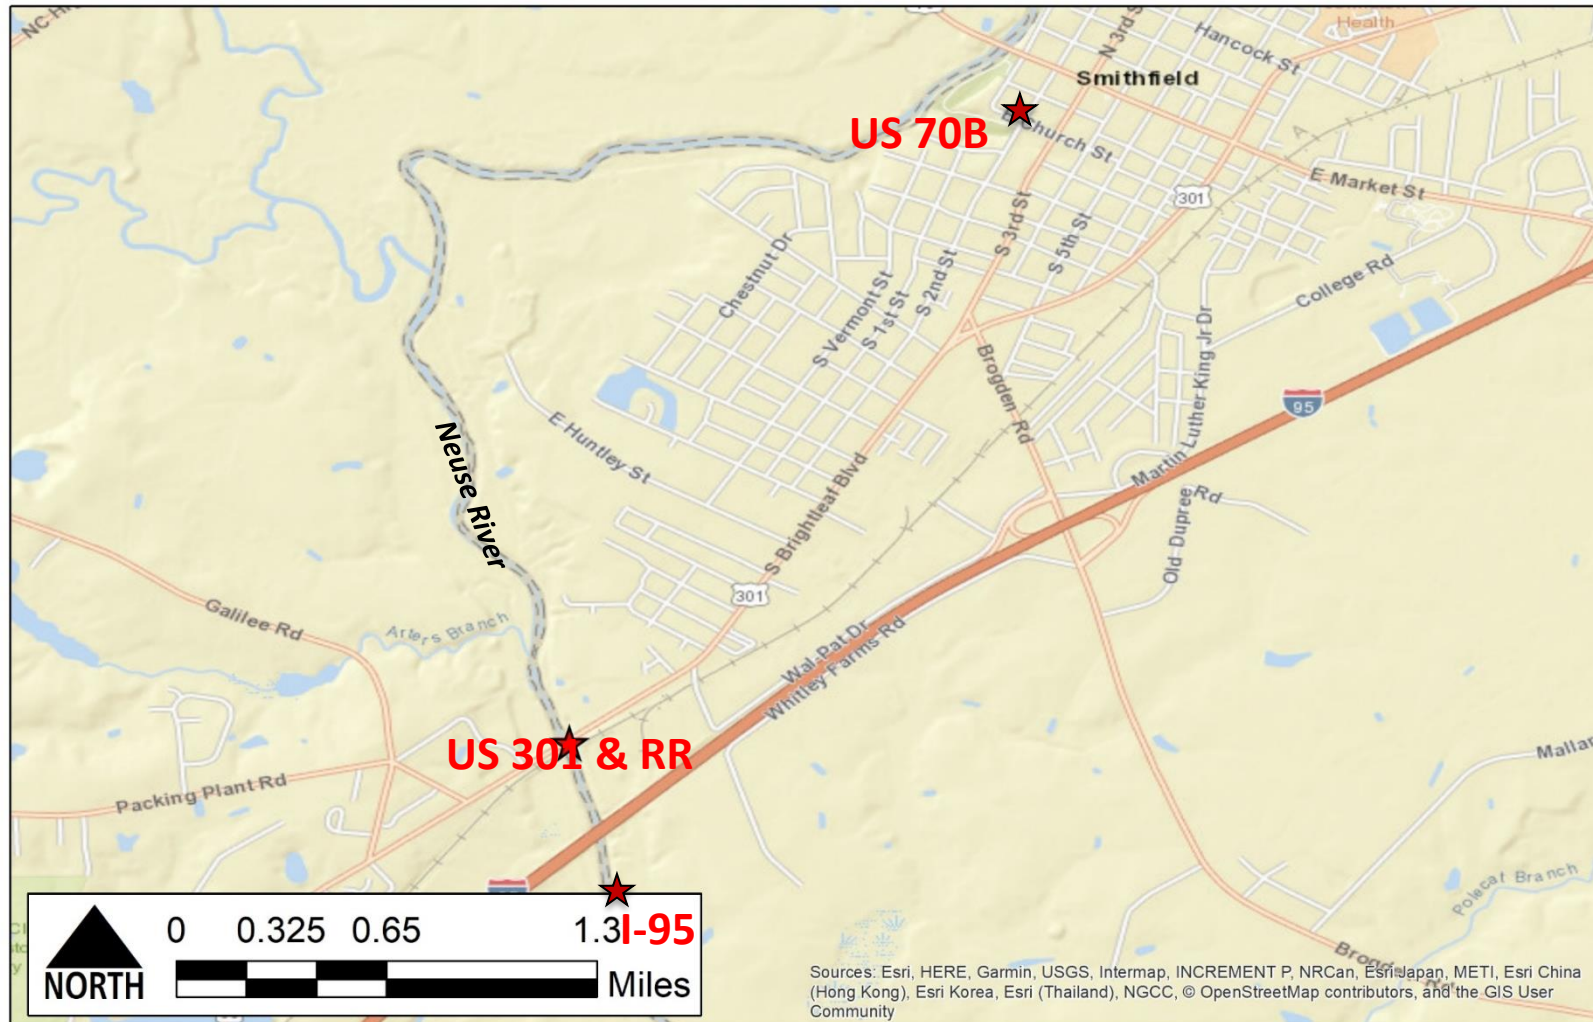 NC H
N 3rd S
Hancock St
Health
Smithfield
US 70B
E Church St
E Market St
301
S 3rd St
S 5th St
College Rd
Chestnut Dr
S Vermont St
S 1st St
S 2nd St
Brogden Rd
Martin Luther King Jr Dr
95
E Huntley St
Neuse River
S Brightleaf Blvd
Old Dupree Rd
301
Galilee Rd
Arters Branch
Wal-Pat Dr
Whitley Farms Rd
US 301 & RR
Packing Plant Rd
Mallar
Polecat Branch
NORTH
0 0.325 0.65 1.3
Miles
I-95
Brogden Rd
Sources: Esri, HERE, Garmin, USGS, Intermap, INCREMENT P, NRCan, Esri Japan, METI, Esri China
(Hong Kong), Esri Korea, Esri (Thailand), NGCC, © OpenStreetMap contributors, and the GIS User
Community